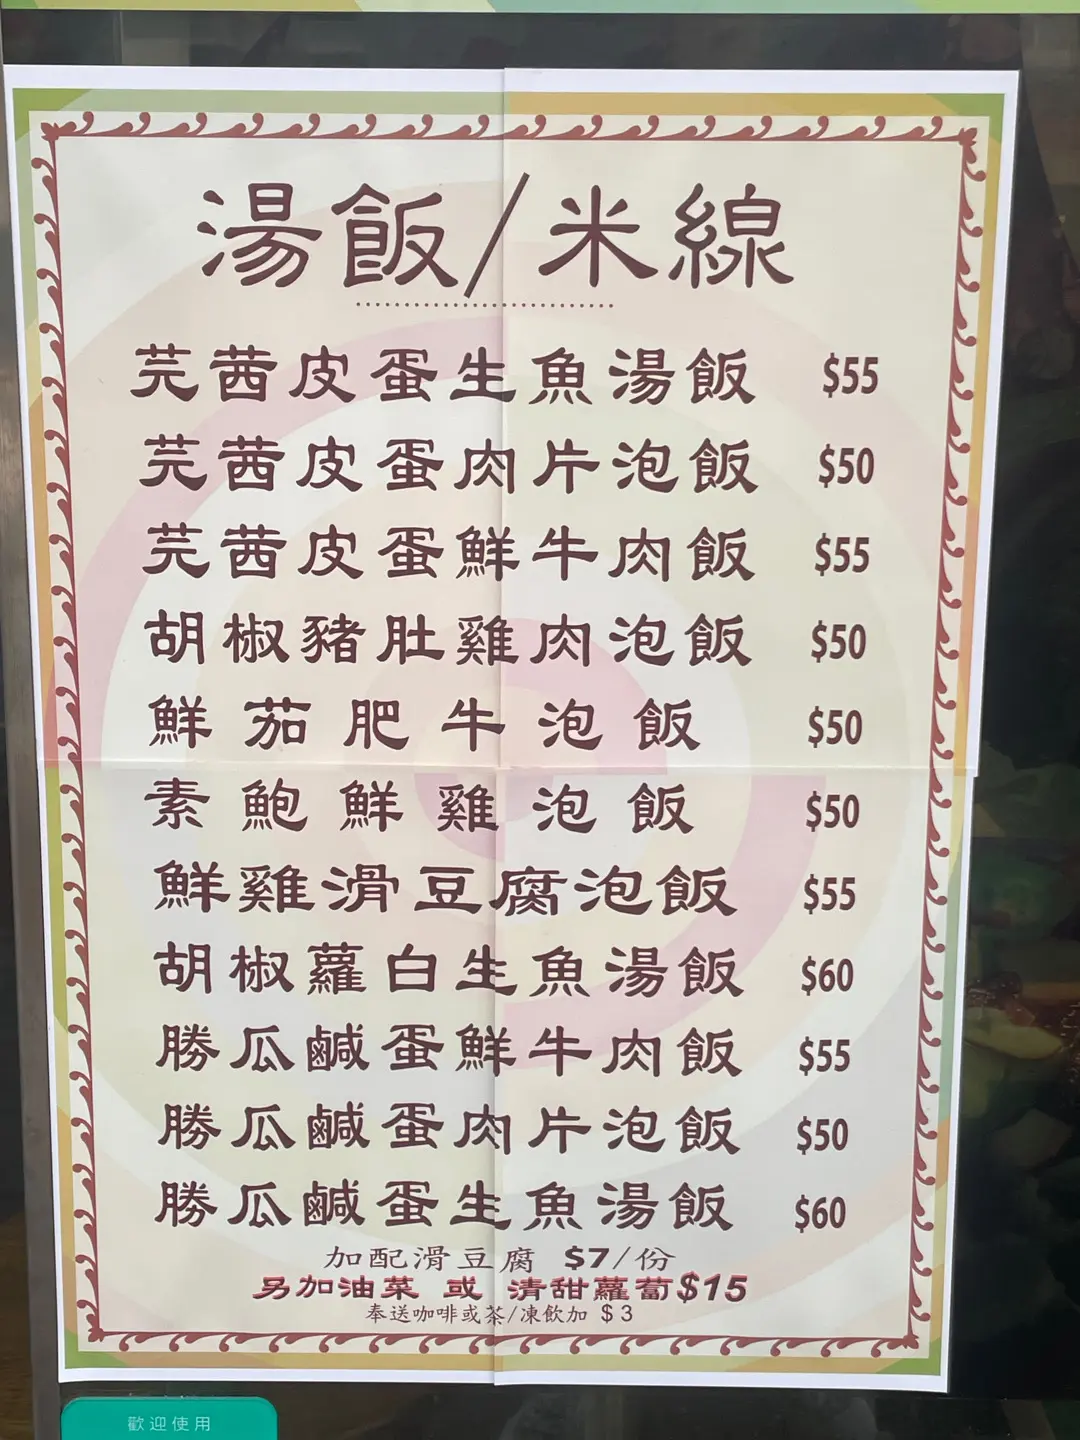 湯飯/米線
芫茜皮蛋生魚湯飯 $55
芫茜皮蛋肉片泡飯 $50
芫茜皮蛋鮮牛肉飯 $55
胡椒豬肚雞肉泡飯 $50
鮮茄肥牛泡飯 $50
素鮑鮮雞泡飯 $50
鮮雞滑豆腐泡飯 $55
胡椒蘿白生魚湯飯 $60
勝瓜鹹蛋鮮牛肉飯 $55
勝瓜鹹蛋肉片泡飯 $50
勝瓜鹹蛋生魚湯飯 $60
加配滑豆腐 $7/份
另加油菜 或 清甜蘿蔔$15
奉送咖啡或茶/凍飲加 $3
歡迎使用